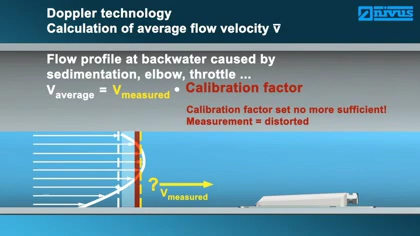 Doppler technology
Calculation of average flow velocity v̅
nivus
Flow profile at backwater caused by
sedimentation, elbow, throttle ...
Vaverage = Vmeasured • Calibration factor
Calibration factor set no more sufficient!
Measurement = distorted
?
Vmeasured